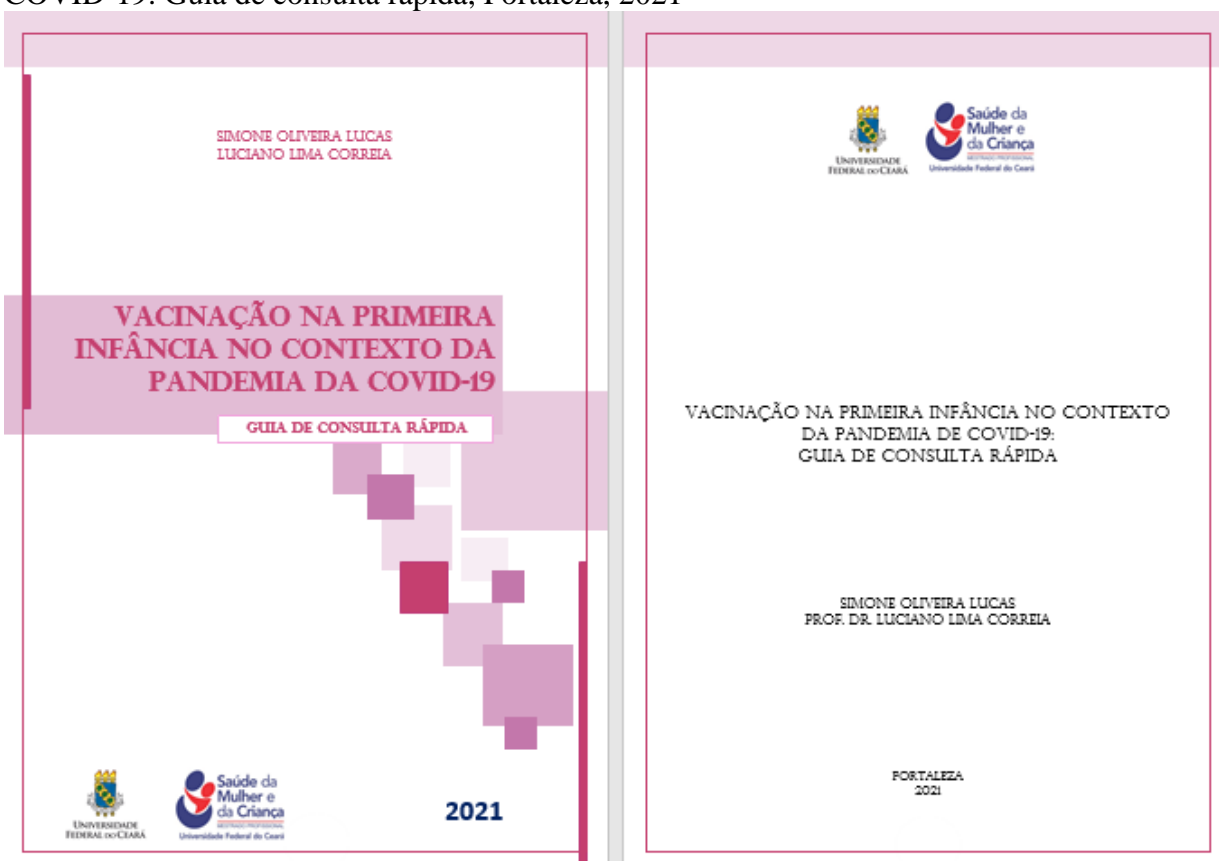 COVID-19: Guia de consulta rápida, Fortaleza, 2021
SIMONE OLIVEIRA LUCAS
LUCIANO LIMA CORREIA
VACINAÇÃO NA PRIMEIRA
INFÂNCIA NO CONTEXTO DA
PANDEMIA DA COVID-19
GUIA DE CONSULTA RÁPIDA
UNIVERSIDADE
FEDERAL DO CEARÁ
Saúde da
Mulher e
da Criança
MESTRADO PROFISSIONAL
Universidade Federal do Ceará
2021
UNIVERSIDADE
FEDERAL DO CEARÁ
Saúde da
Mulher e
da Criança
MESTRADO PROFISSIONAL
Universidade Federal do Ceará
VACINAÇÃO NA PRIMEIRA INFÂNCIA NO CONTEXTO
DA PANDEMIA DE COVID-19:
GUIA DE CONSULTA RÁPIDA
SIMONE OLIVEIRA LUCAS
PROF. DR. LUCIANO LIMA CORREIA
FORTALEZA
2021